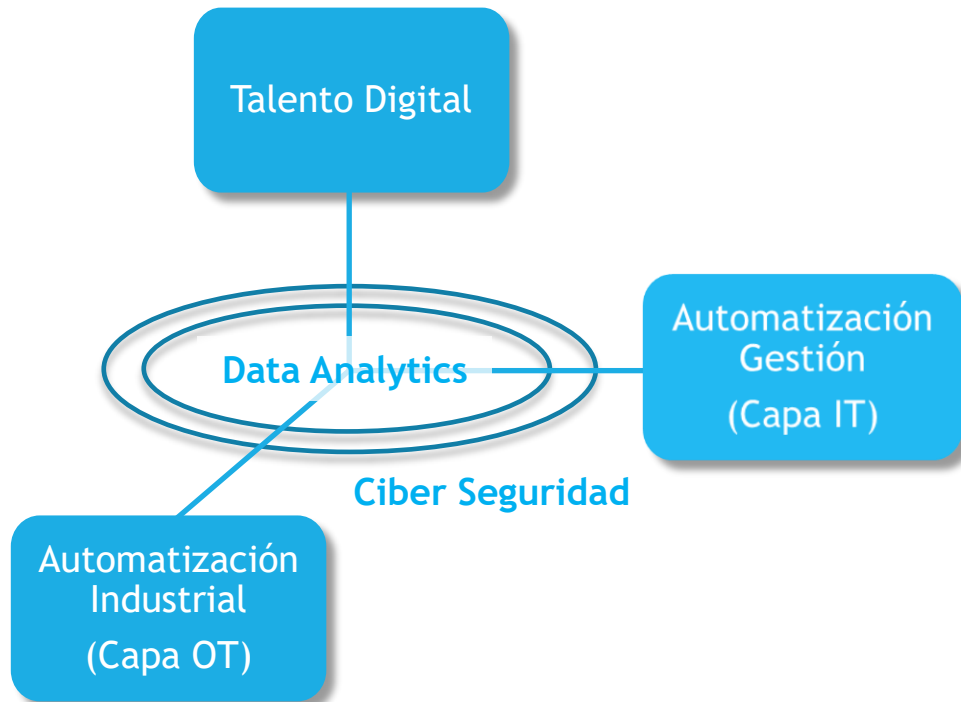 Talento Digital
Automatización
Gestión
(Capa IT)
Data Analytics
Ciber Seguridad
Automatización
Industrial
(Capa OT)